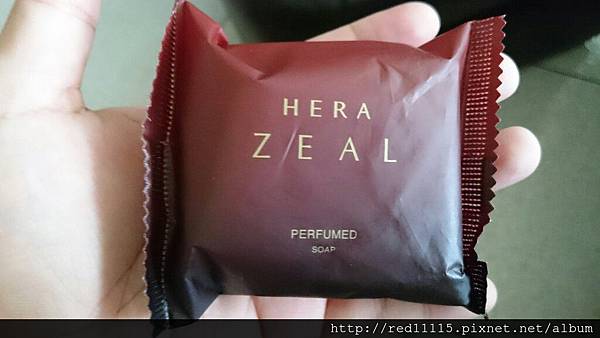 HERA
ZEAL
PERFUMED
SOAP
http://red11115.pixnet.net/album